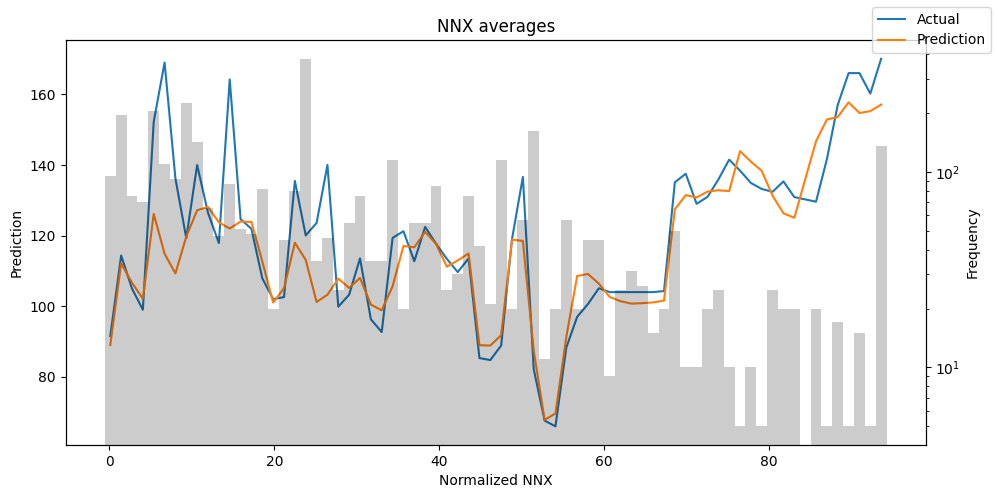 NNX averages
Actual
Prediction
160
140
120
100
80
Prediction
10²
10¹
Frequency
0
20
40
60
80
Normalized NNX